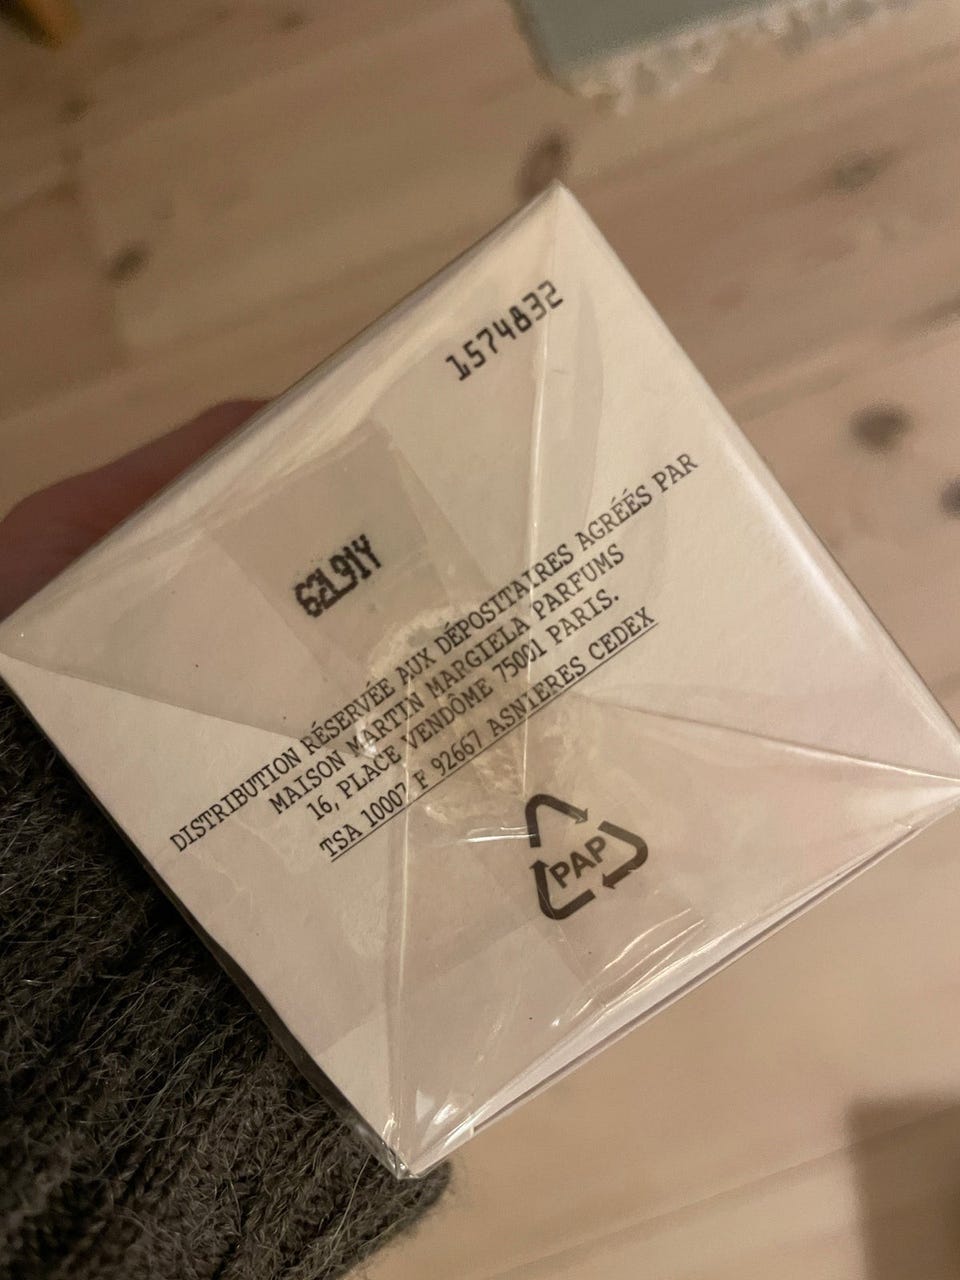 1574832
62L91Y
DISTRIBUTION RÉSERVÉE AUX DÉPOSITAIRES AGRÉÉS PAR
MAISON MARTIN MARGIELA PARFUMS
16, PLACE VENDÔME 75001 PARIS.
TSA 10007 F 92667 ASNIERES CEDEX
PAP